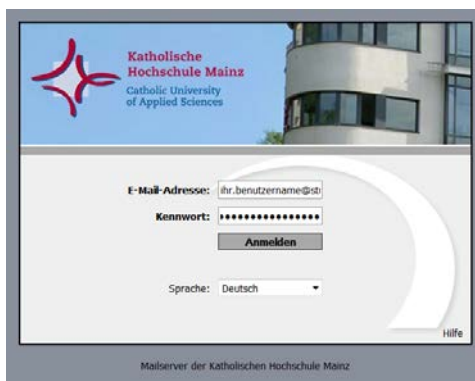 Katholische
Hochschule Mainz
Catholic University
of Applied Sciences
E-Mail-Adresse: ihr.benutzername@st
Kennwort: ••••••••••••••••
Anmelden
Sprache: Deutsch
Hilfe
Mailserver der Katholischen Hochschule Mainz